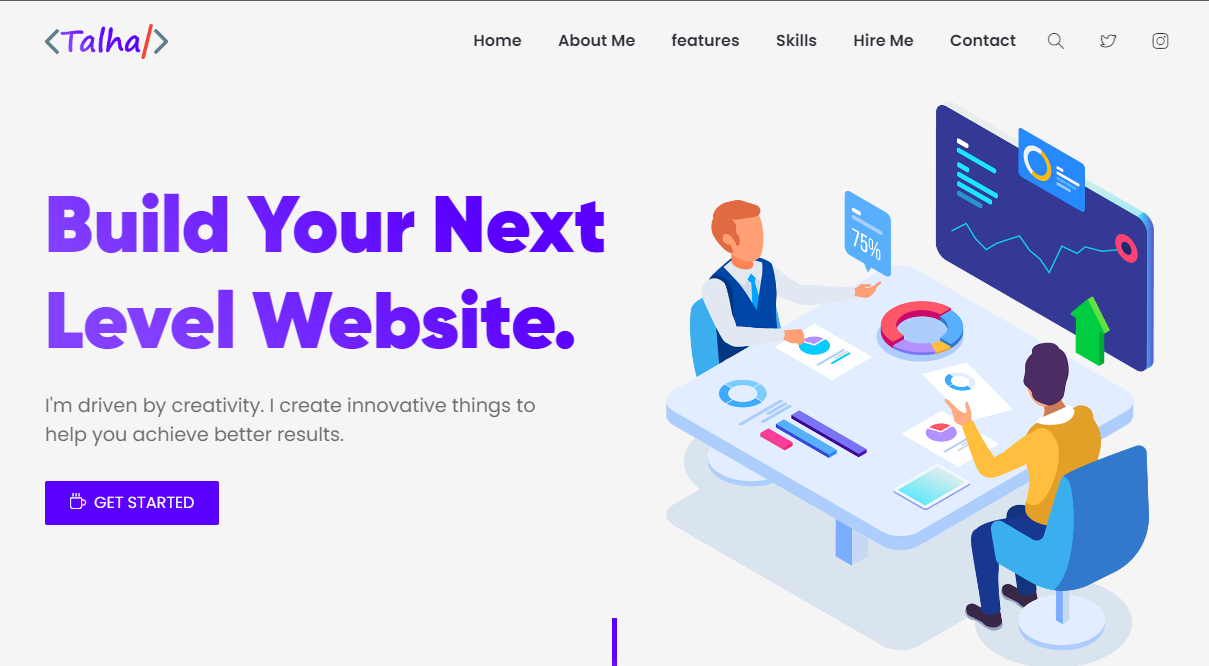 <Talha/>
Home About Me features Skills Hire Me Contact
Build Your Next
Level Website.
I'm driven by creativity. I create innovative things to
help you achieve better results.
GET STARTED
75%